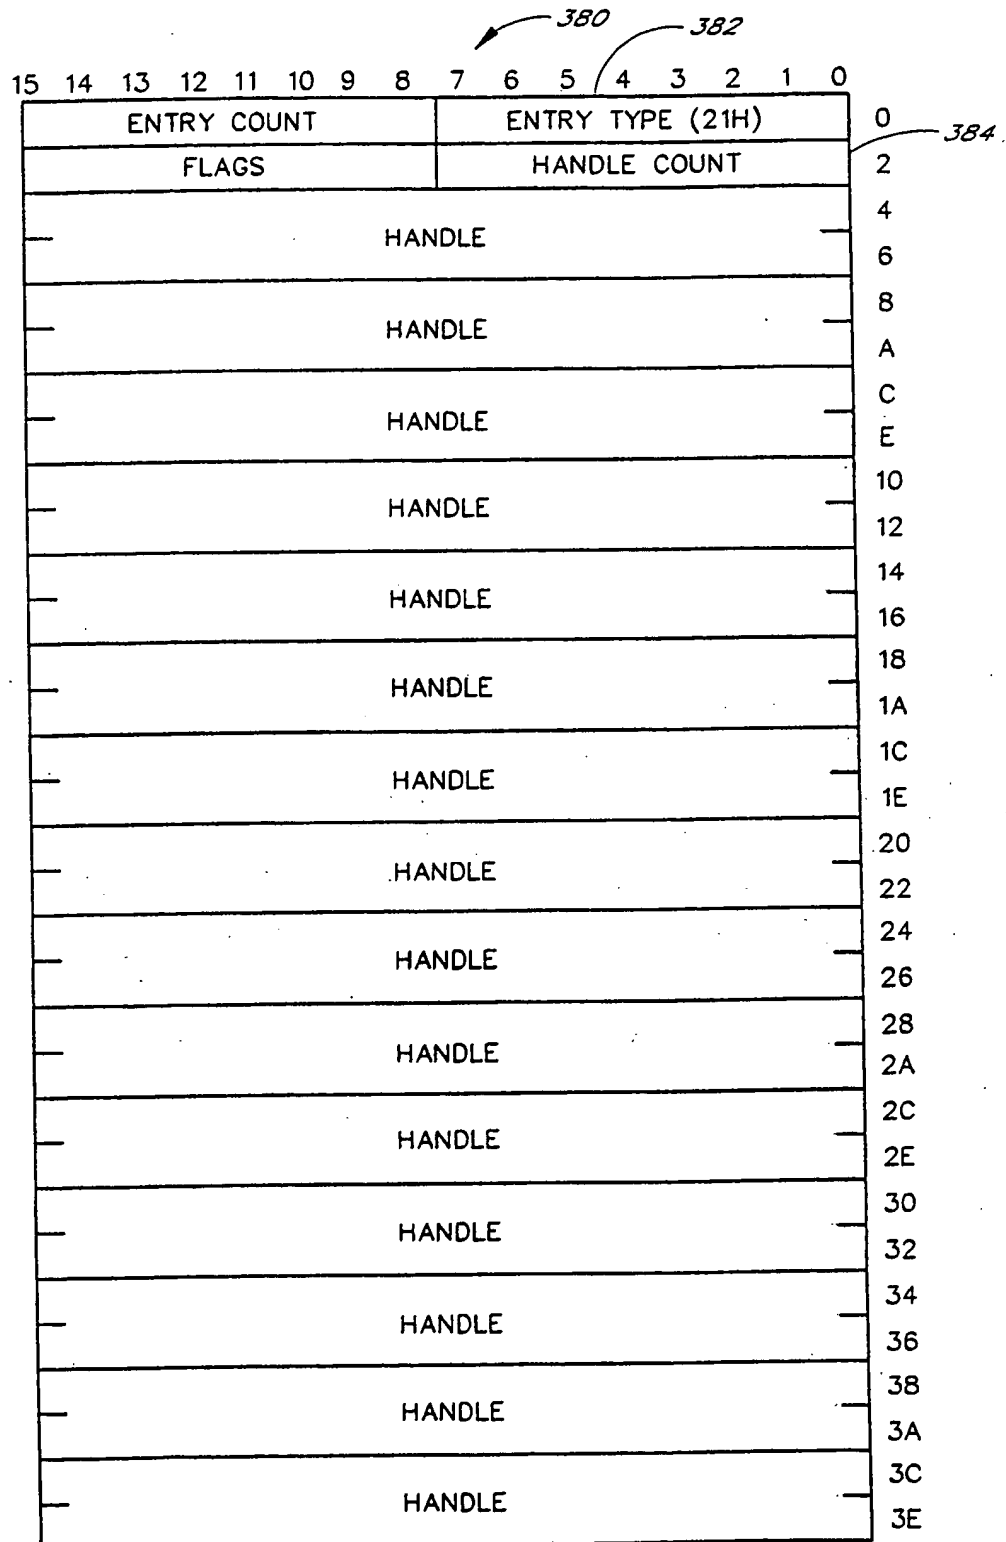 380
382
15 14 13 12 11 10 9 8 7 6 5 4 3 2 1 0
ENTRY COUNT ENTRY TYPE (21H) 0
384
FLAGS HANDLE COUNT 2
4
HANDLE
6
8
HANDLE
A
C
HANDLE
E
10
HANDLE
12
14
HANDLE
16
18
HANDLE
1A
1C
HANDLE
1E
20
HANDLE
22
24
HANDLE
26
28
HANDLE
2A
2C
HANDLE
2E
30
HANDLE
32
34
HANDLE
36
38
HANDLE
3A
3C
HANDLE
3E